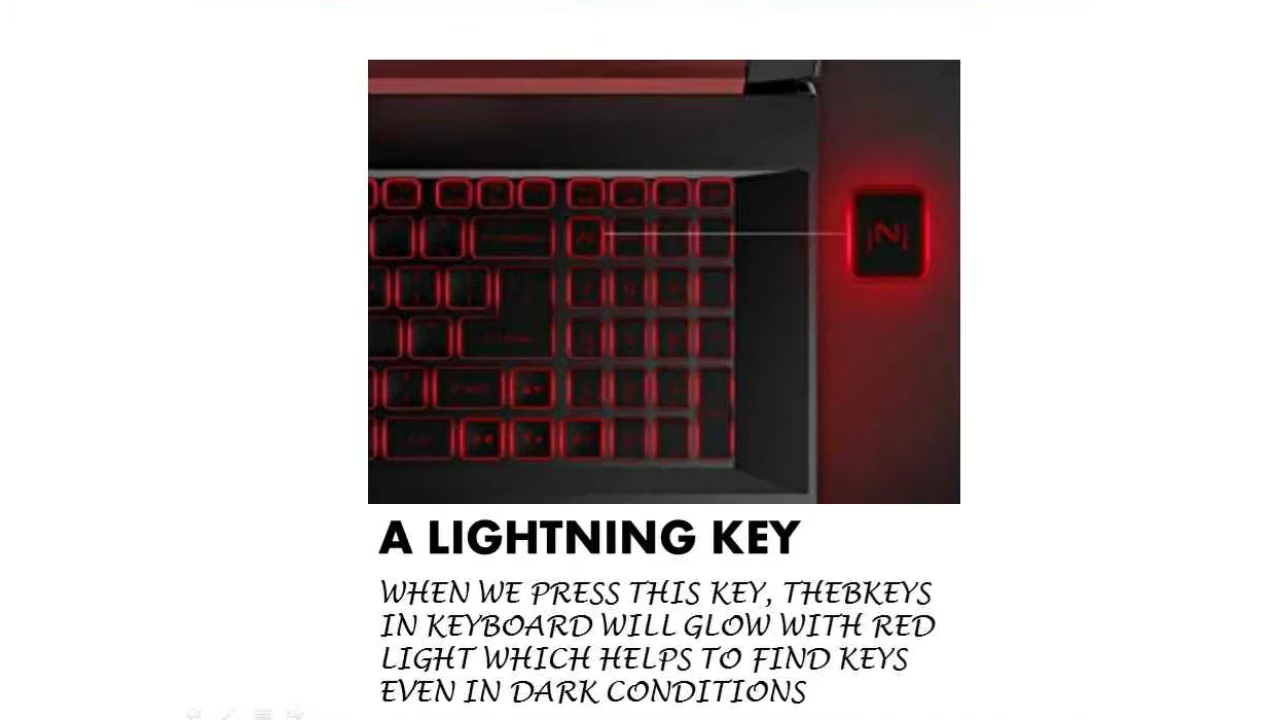 A LIGHTNING KEY
WHEN WE PRESS THIS KEY, THEBKEYS
IN KEYBOARD WILL GLOW WITH RED
LIGHT WHICH HELPS TO FIND KEYS
EVEN IN DARK CONDITIONS